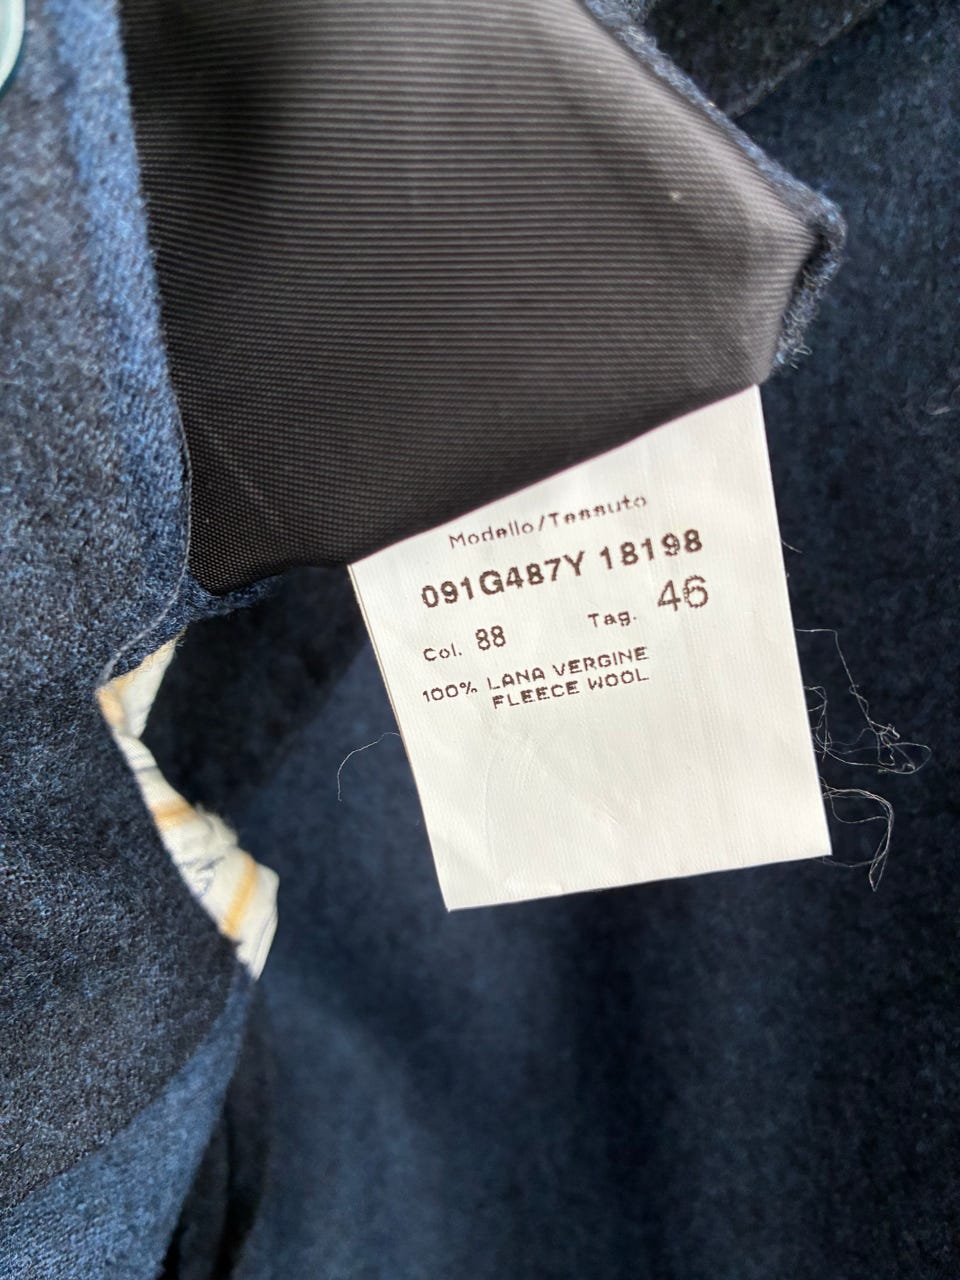 Modello/Tessuto
091G487Y 18198
Col. 88 Tag. 46
100% LANA VERGINE
FLEECE WOOL